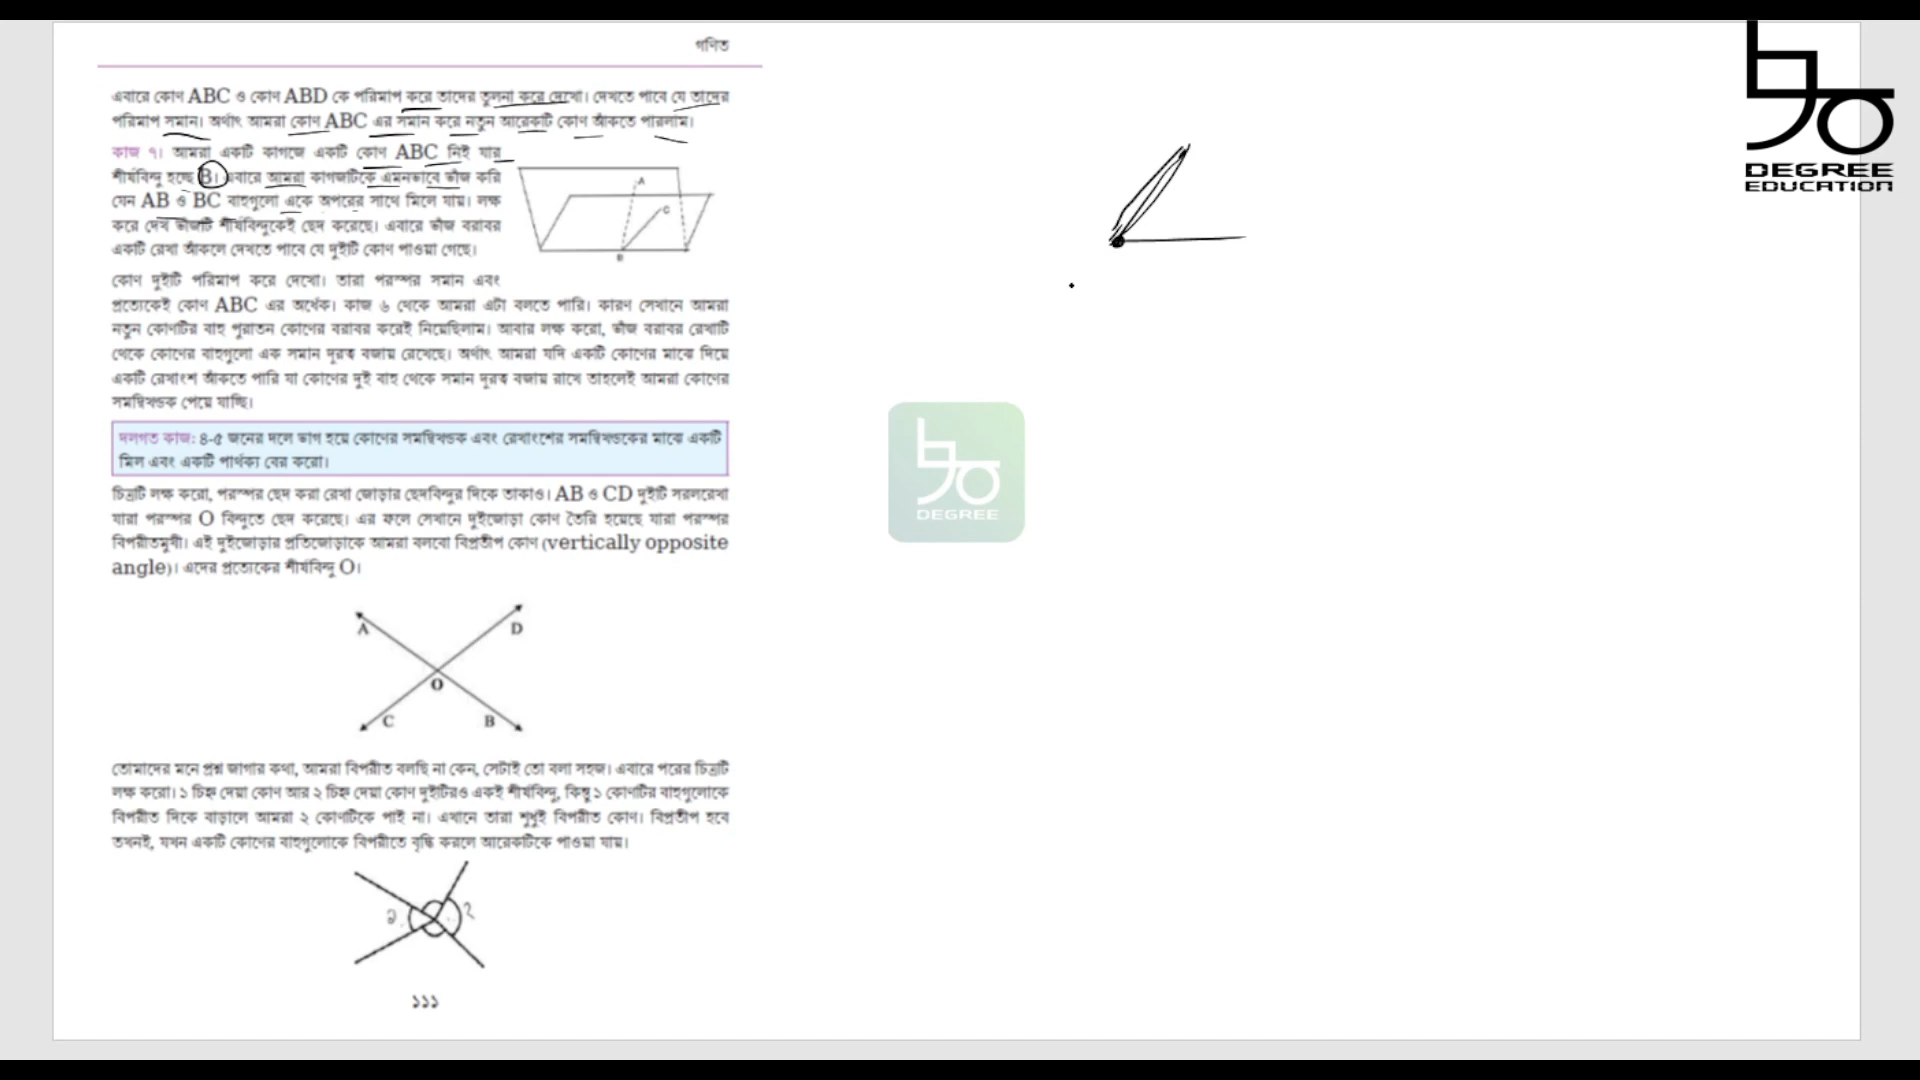 গণিত
এবারে কোণ ABC ও কোণ ABD কে পরিমাপ করে তাদের তুলনা করে দেখো। দেখতে পাবে যে তাদের
পরিমাপ সমান। অর্থাৎ আমরা কোণ ABC এর সমান করে নতুন আরেকটি কোণ আঁকতে পারলাম।
কাজ ৭। আমরা একটি কাগজে একটি কোণ ABC নিই যার
শীর্ষবিন্দু হচ্ছে B। এবারে আমরা কাগজটিকে এমনভাবে ভাঁজ করি
যেন AB ও BC বাহুগুলো একে অপরের সাথে মিলে যায়। লক্ষ
করে দেখ ভাঁজটি শীর্ষবিন্দুকেই ছেদ করেছে। এবারে ভাঁজ বরাবর
একটি রেখা আঁকলে দেখতে পাবে যে দুইটি কোণ পাওয়া গেছে।
A
C
B
কোণ দুইটি পরিমাপ করে দেখো। তারা পরস্পর সমান এবং
প্রত্যেকেই কোণ ABC এর অর্ধেক। কাজ ৬ থেকে আমরা এটা বলতে পারি। কারণ সেখানে আমরা
নতুন কোণটির বাহু পুরাতন কোণের বরাবর করেই নিয়েছিলাম। আবার লক্ষ করো, ভাঁজ বরাবর রেখাটি
থেকে কোণের বাহুগুলো এক সমান দূরত্ব বজায় রেখেছে। অর্থাৎ আমরা যদি একটি কোণের মাঝে দিয়ে
একটি রেখাংশ আঁকতে পারি যা কোণের দুই বাহু থেকে সমান দূরত্ব বজায় রাখে তাহলেই আমরা কোণের
সমদ্বিখন্ডক পেয়ে যাচ্ছি।
দলগত কাজ: ৪-৫ জনের দলে ভাগ হয়ে কোণের সমদ্বিখন্ডক এবং রেখাংশের সমদ্বিখন্ডকের মাঝে একটি
মিল এবং একটি পার্থক্য বের করো।
চিত্রটি লক্ষ করো, পরস্পর ছেদ করা রেখা জোড়ার ছেদবিন্দুর দিকে তাকাও। AB ও CD দুইটি সরলরেখা
যারা পরস্পর O বিন্দুতে ছেদ করেছে। এর ফলে সেখানে দুইজোড়া কোণ তৈরি হয়েছে যারা পরস্পর
বিপরীতমুখী। এই দুইজোড়ার প্রতিজোড়াকে আমরা বলবো বিপ্রতীপ কোণ (vertically opposite
angle)। এদের প্রত্যেকের শীর্ষবিন্দু O।
A
D
O
C
B
তোমাদের মনে প্রশ্ন জাগার কথা, আমরা বিপরীত বলছি না কেন, সেটাই তো বলা সহজ। এবারে পরের চিত্রটি
লক্ষ করো। ১ চিহ্ন দেয়া কোণ আর ২ চিহ্ন দেয়া কোণ দুইটিরও একই শীর্ষবিন্দু, কিন্তু ১ কোণটির বাহুগুলোকে
বিপরীত দিকে বাড়ালে আমরা ২ কোণটিকে পাই না। এখানে তারা শুধুই বিপরীত কোণ। বিপ্রতীপ হবে
তখনই, যখন একটি কোণের বাহুগুলোকে বিপরীতে বৃদ্ধি করলে আরেকটিকে পাওয়া যায়।
১
২
১১১
DEGREE
DEGREE
EDUCATION